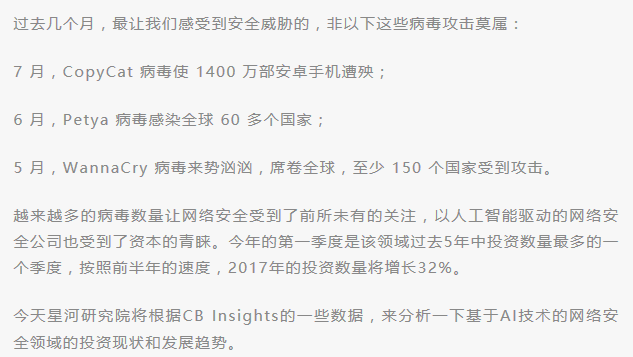 过去几个月，最让我们感受到安全威胁的，非以下这些病毒攻击莫属：
7 月，CopyCat 病毒使 1400 万部安卓手机遭殃；
6 月，Petya 病毒感染全球 60 多个国家；
5 月，WannaCry 病毒来势汹汹，席卷全球，至少 150 个国家受到攻击。
越来越多的病毒数量让网络安全受到了前所未有的关注，以人工智能驱动的网络安
全公司也受到了资本的青睐。今年的第一季度是该领域过去5年中投资数量最多的一
个季度，按照前半年的速度，2017年的投资数量将增长32%。
今天星河研究院将根据CB Insights的一些数据，来分析一下基于AI技术的网络安
全领域的投资现状和发展趋势。